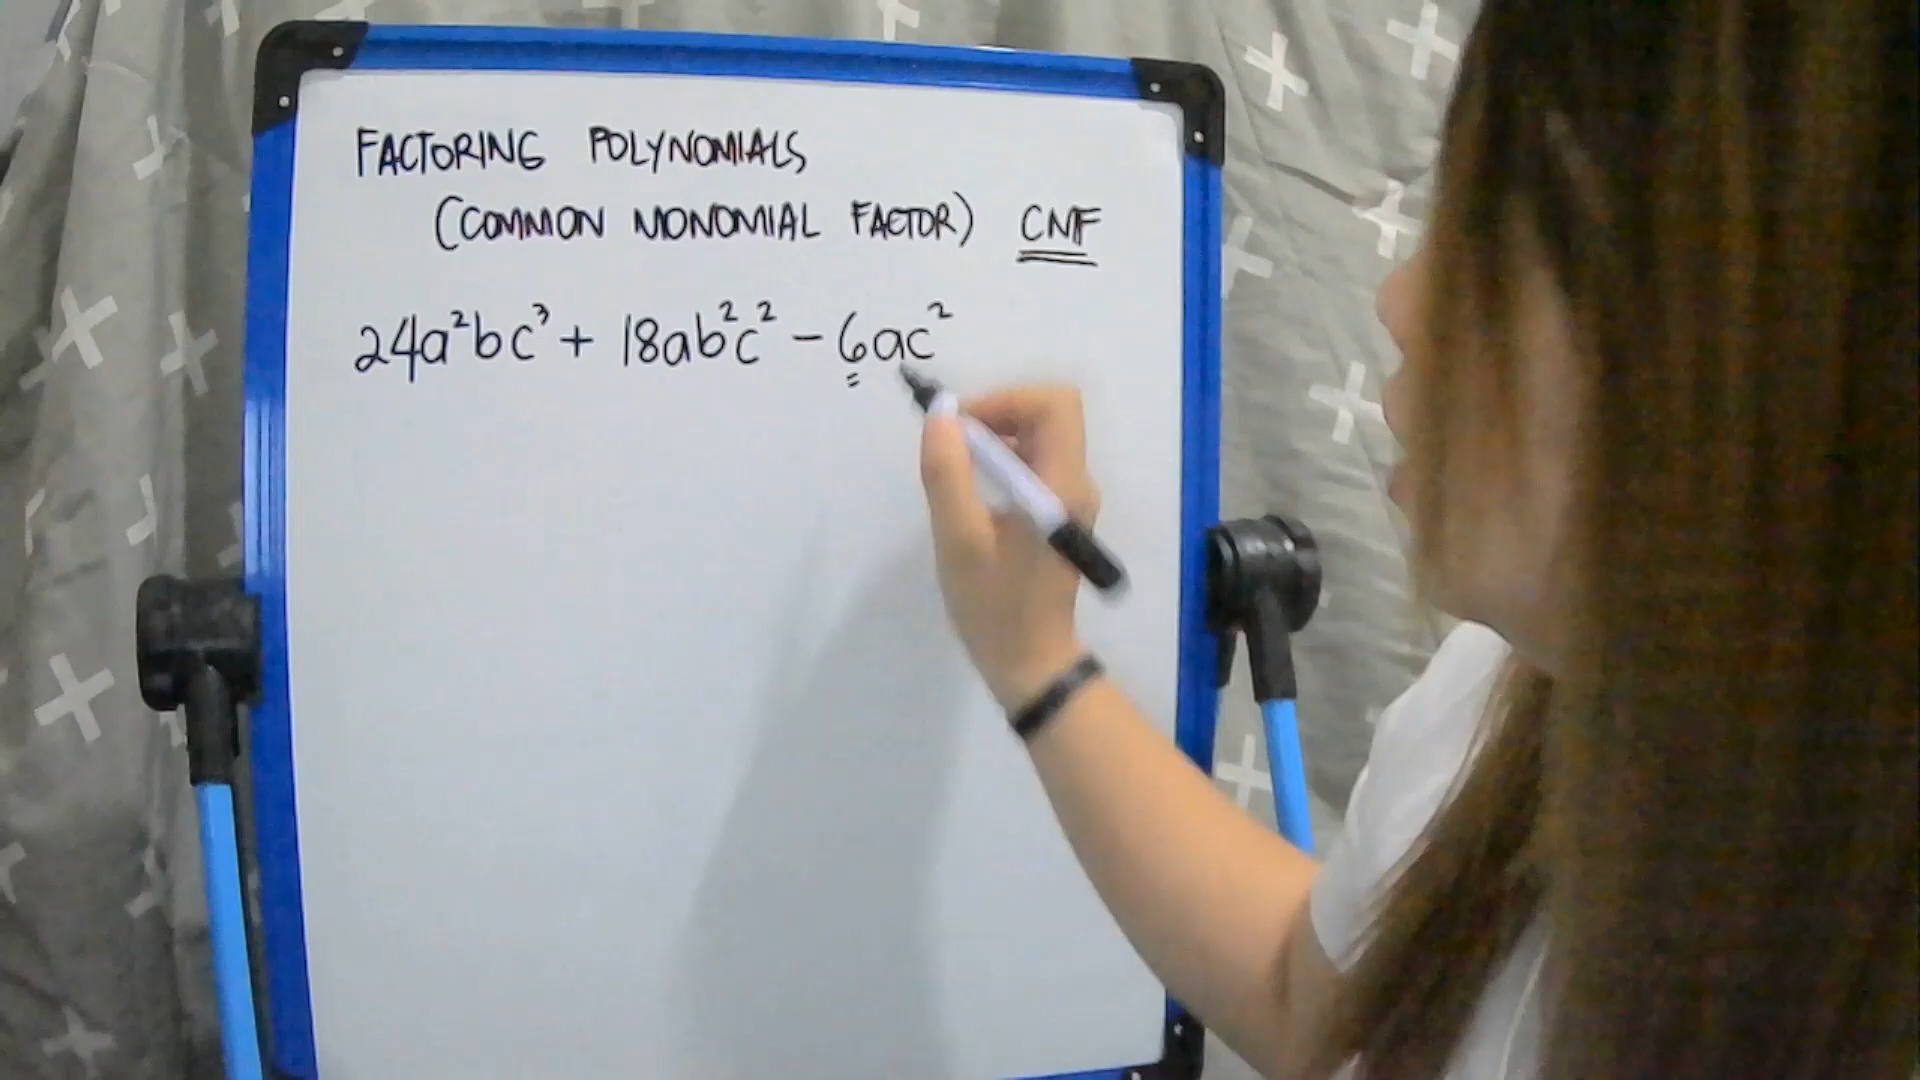 FACTORING POLYNOMIALS
(COMMON MONOMIAL FACTOR) CMF
24a²bc³ + 18ab²c² - 6ac²